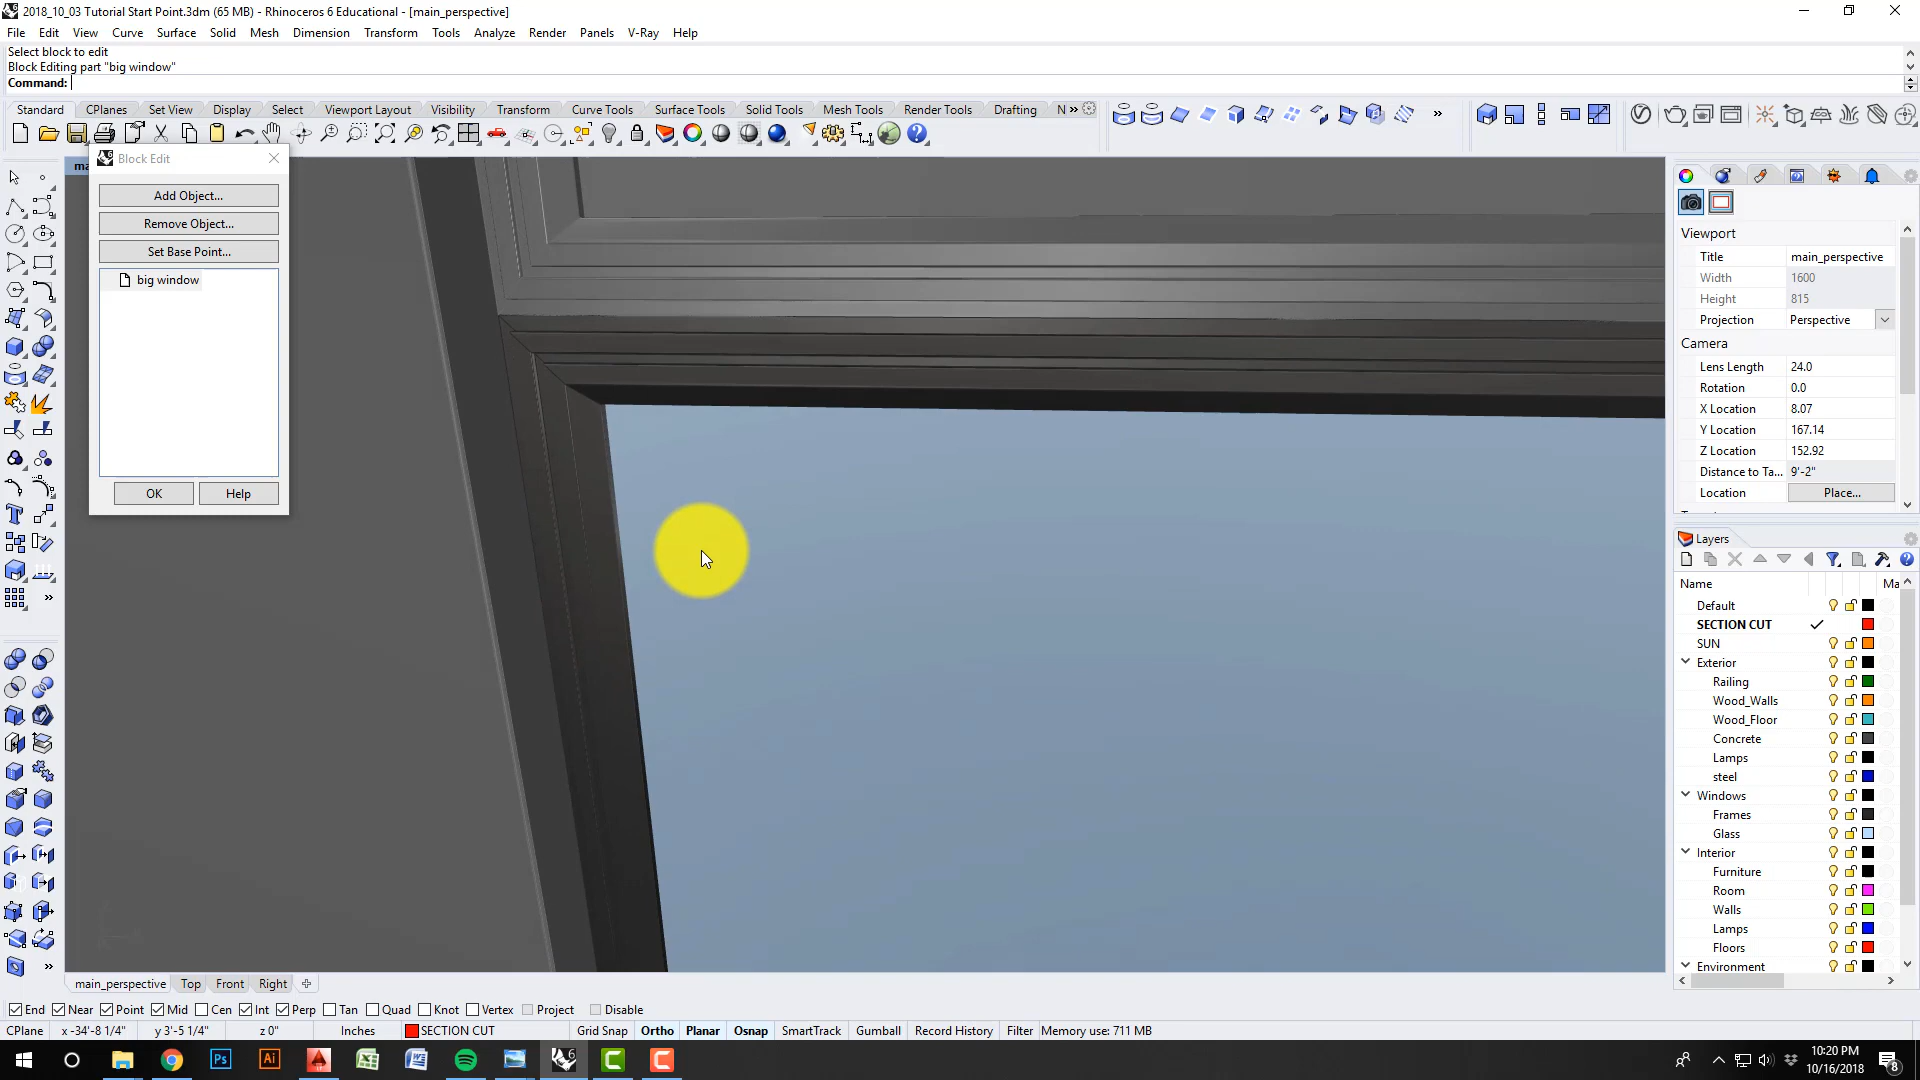 2018_10_03 Tutorial Start Point.3dm (65 MB) - Rhinoceros 6 Educational - [main_perspective]
File Edit View Curve Surface Solid Mesh Dimension Transform Tools Analyze Render Panels V-Ray Help
Select block to edit
Block Editing part "big window"
Command:
Standard CPlanes Set View Display Select Viewport Layout Visibility Transform Curve Tools Surface Tools Solid Tools Mesh Tools Render Tools Drafting N
Block Edit
Add Object...
Remove Object...
Set Base Point...
big window
OK Help
Viewport
Title main_perspective
Width 1600
Height 815
Projection Perspective
Camera
Lens Length 24.0
Rotation 0.0
X Location 8.07
Y Location 167.14
Z Location 152.92
Distance to Ta... 9'-2"
Location Place...
Layers
Name Ma
Default
SECTION CUT
SUN
Exterior
Railing
Wood_Walls
Wood_Floor
Concrete
Lamps
steel
Windows
Frames
Glass
Interior
Furniture
Room
Walls
Lamps
Floors
Environment
main_perspective Top Front Right
End Near Point Mid Cen Int Perp Tan Quad Knot Vertex Project Disable
CPlane x -34'-8 1/4" y 3'-5 1/4" z 0" Inches SECTION CUT Grid Snap Ortho Planar Osnap SmartTrack Gumball Record History Filter Memory use: 711 MB
10:20 PM
10/16/2018
8